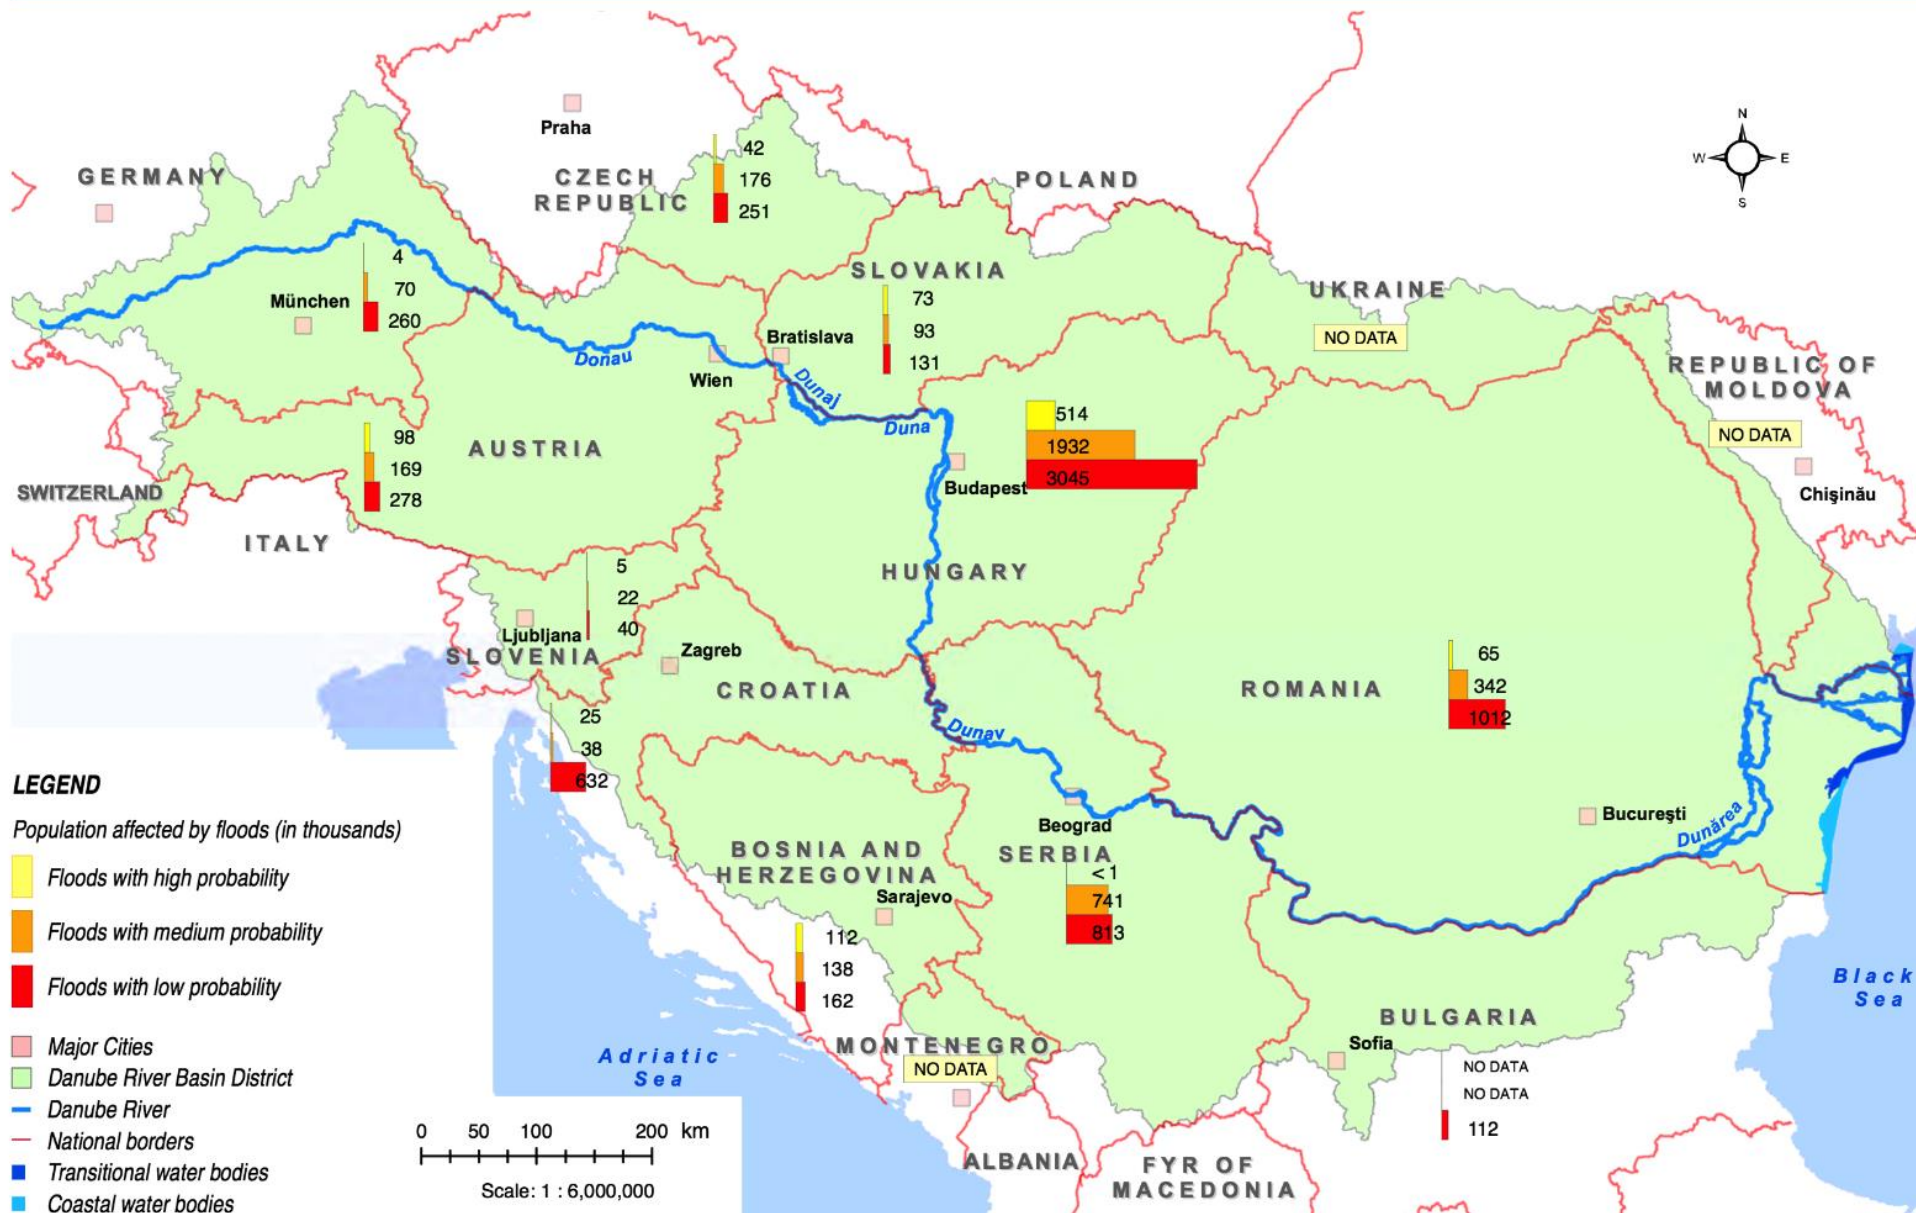 Praha
GERMANY
CZECH
REPUBLIC
42
176
251
POLAND
N
W
E
S
4
70
260
München
SLOVAKIA
73
93
131
UKRAINE
NO DATA
Donau
Wien
Bratislava
Dunaj
Duna
REPUBLIC OF
MOLDOVA
NO DATA
Chişinău
98
169
278
AUSTRIA
514
1932
3045
Budapest
SWITZERLAND
ITALY
HUNGARY
5
22
40
Ljubljana
SLOVENIA
Zagreb
CROATIA
25
38
632
Dunav
ROMANIA
65
342
1012
Bucureşti
Dunărea
Beograd
SERBIA
< 1
741
813
BOSNIA AND
HERZEGOVINA
Sarajevo
112
138
162
MONTENEGRO
NO DATA
BULGARIA
Sofia
NO DATA
NO DATA
112
Black
Sea
Adriatic
Sea
ALBANIA
FYR OF
MACEDONIA
LEGEND
Population affected by floods (in thousands)
Floods with high probability
Floods with medium probability
Floods with low probability
Major Cities
Danube River Basin District
Danube River
National borders
Transitional water bodies
Coastal water bodies
0 50 100 200 km
Scale: 1 : 6,000,000